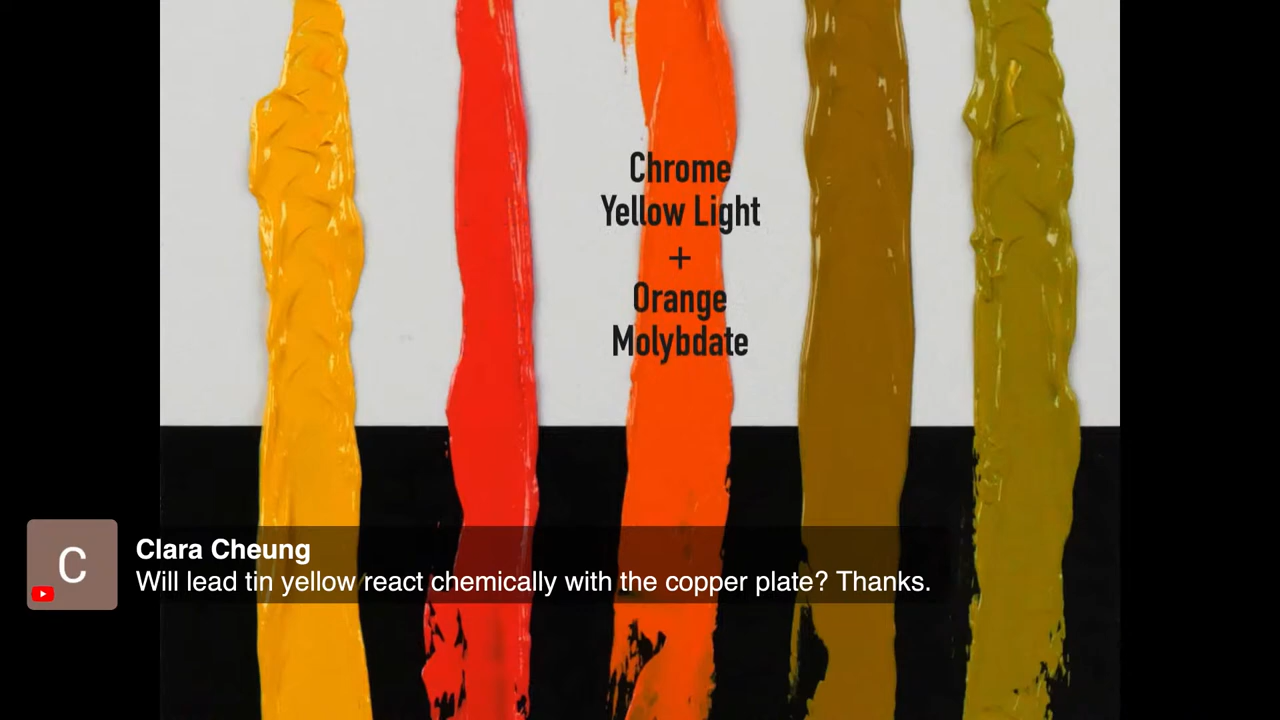 Chrome
Yellow Light
+
Orange
Molybdate
C
Clara Cheung
Will lead tin yellow react chemically with the copper plate? Thanks.